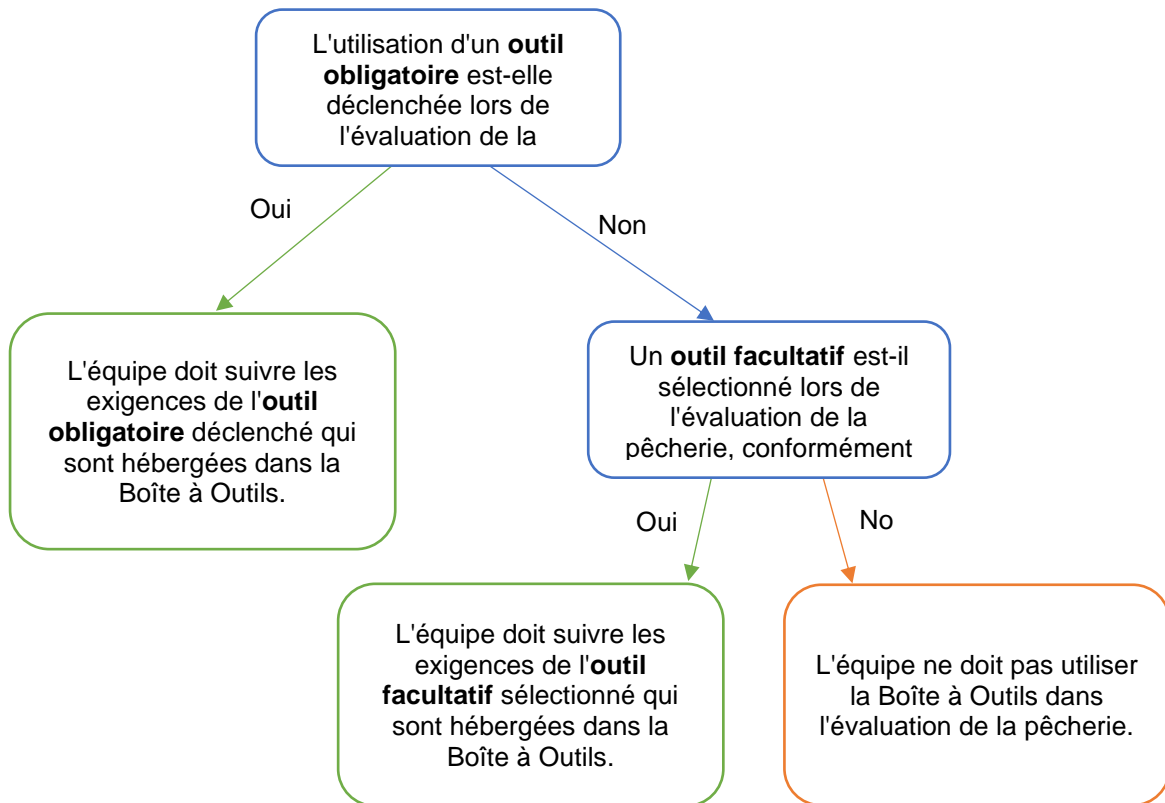 L'utilisation d'un outil
obligatoire est-elle
déclenchée lors de
l'évaluation de la
Oui
Non
L'équipe doit suivre les
exigences de l'outil
obligatoire déclenché qui
sont hébergées dans la
Boîte à Outils.
Un outil facultatif est-il
sélectionné lors de
l'évaluation de la
pêcherie, conformément
Oui
No
L'équipe doit suivre les
exigences de l'outil
facultatif sélectionné qui
sont hébergées dans la
Boîte à Outils.
L'équipe ne doit pas utiliser
la Boîte à Outils dans
l'évaluation de la pêcherie.